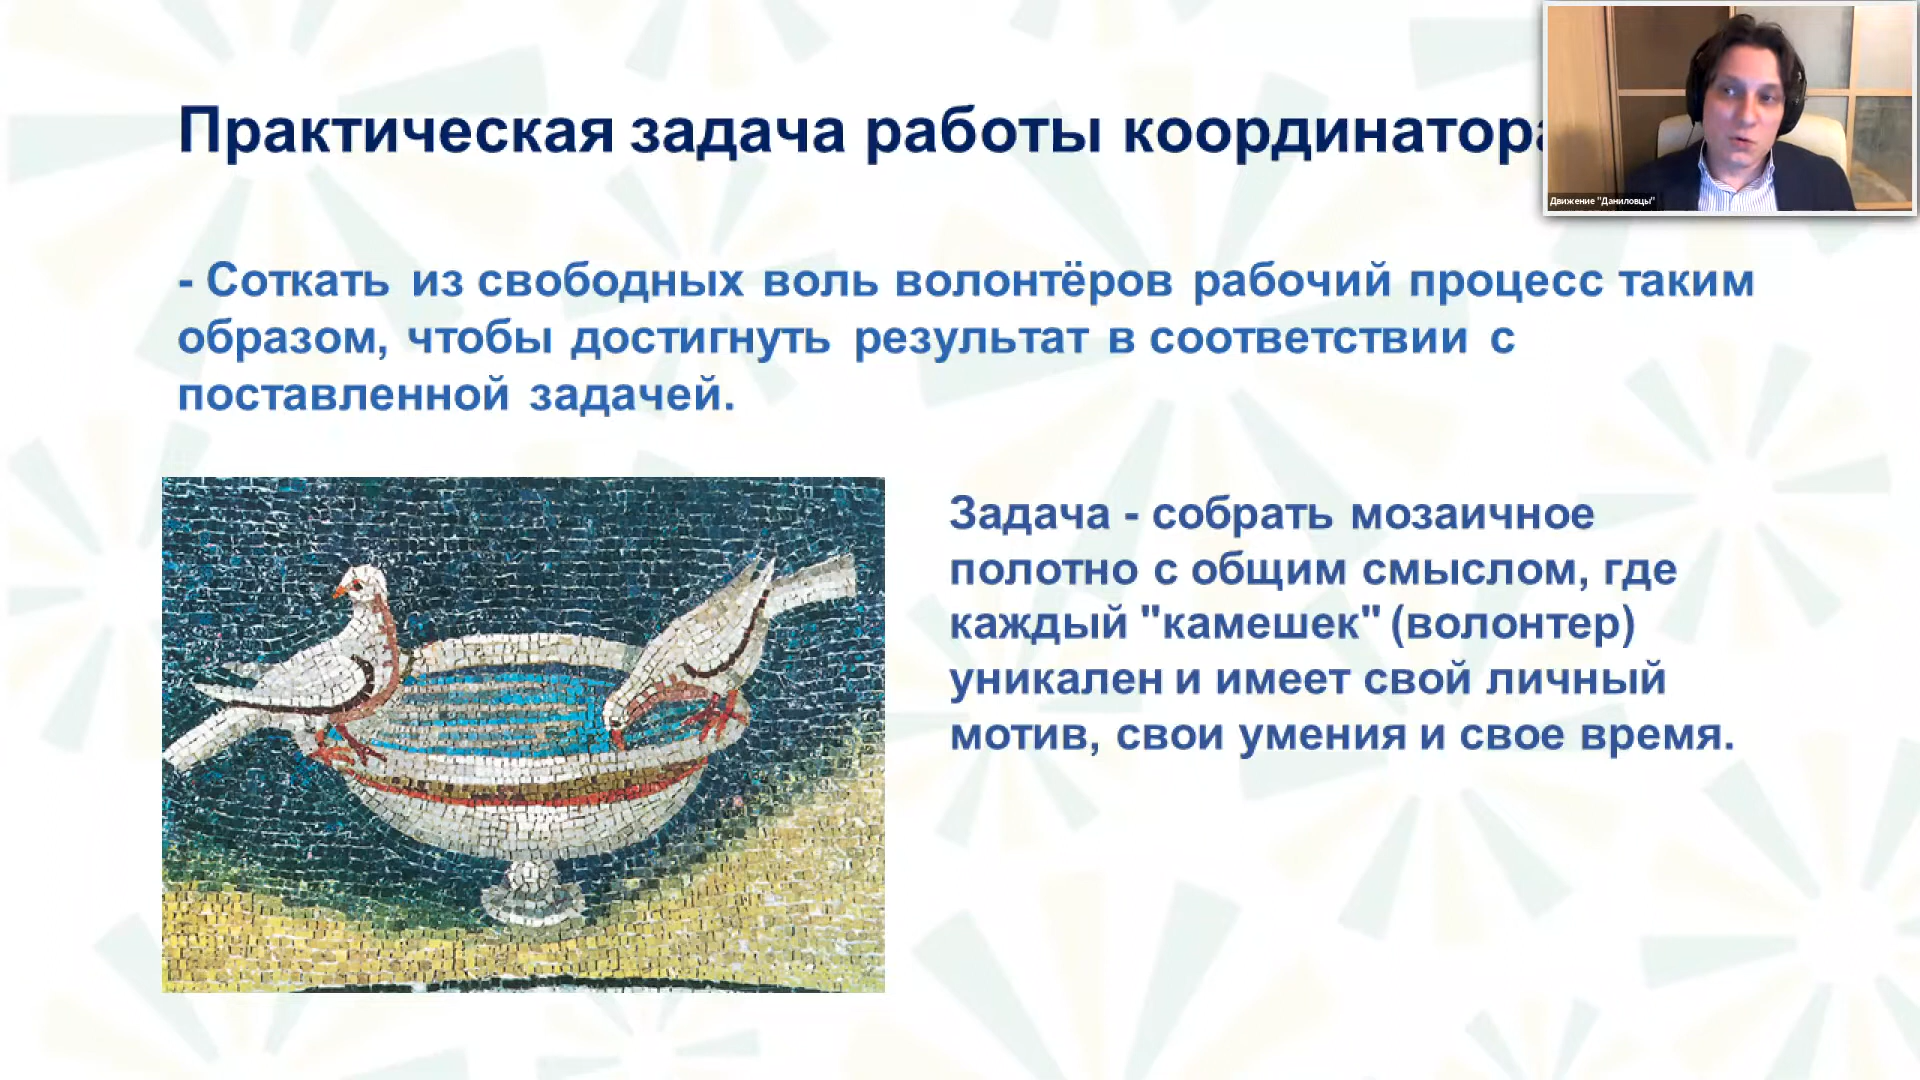 Практическая задача работы координатора
Движение "Даниловцы"
- Соткать из свободных воль волонтёров рабочий процесс таким
образом, чтобы достигнуть результат в соответствии с
поставленной задачей.
Задача - собрать мозаичное
полотно с общим смыслом, где
каждый "камешек" (волонтер)
уникален и имеет свой личный
мотив, свои умения и свое время.